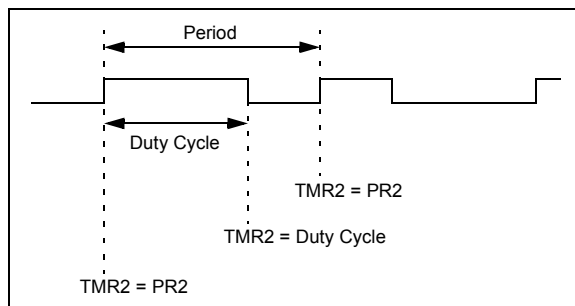 Period
Duty Cycle
TMR2 = PR2
TMR2 = Duty Cycle
TMR2 = PR2